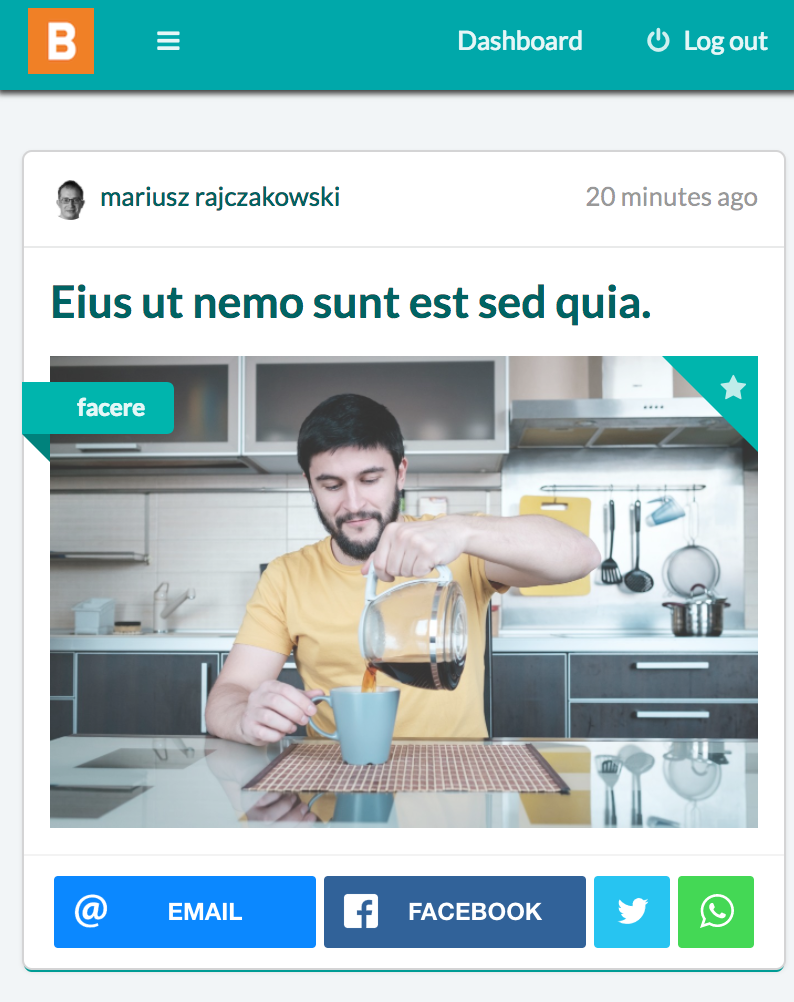 B
Dashboard
Log out
mariusz rajczakowski
20 minutes ago
Eius ut nemo sunt est sed quia.
facere
@ EMAIL
FACEBOOK